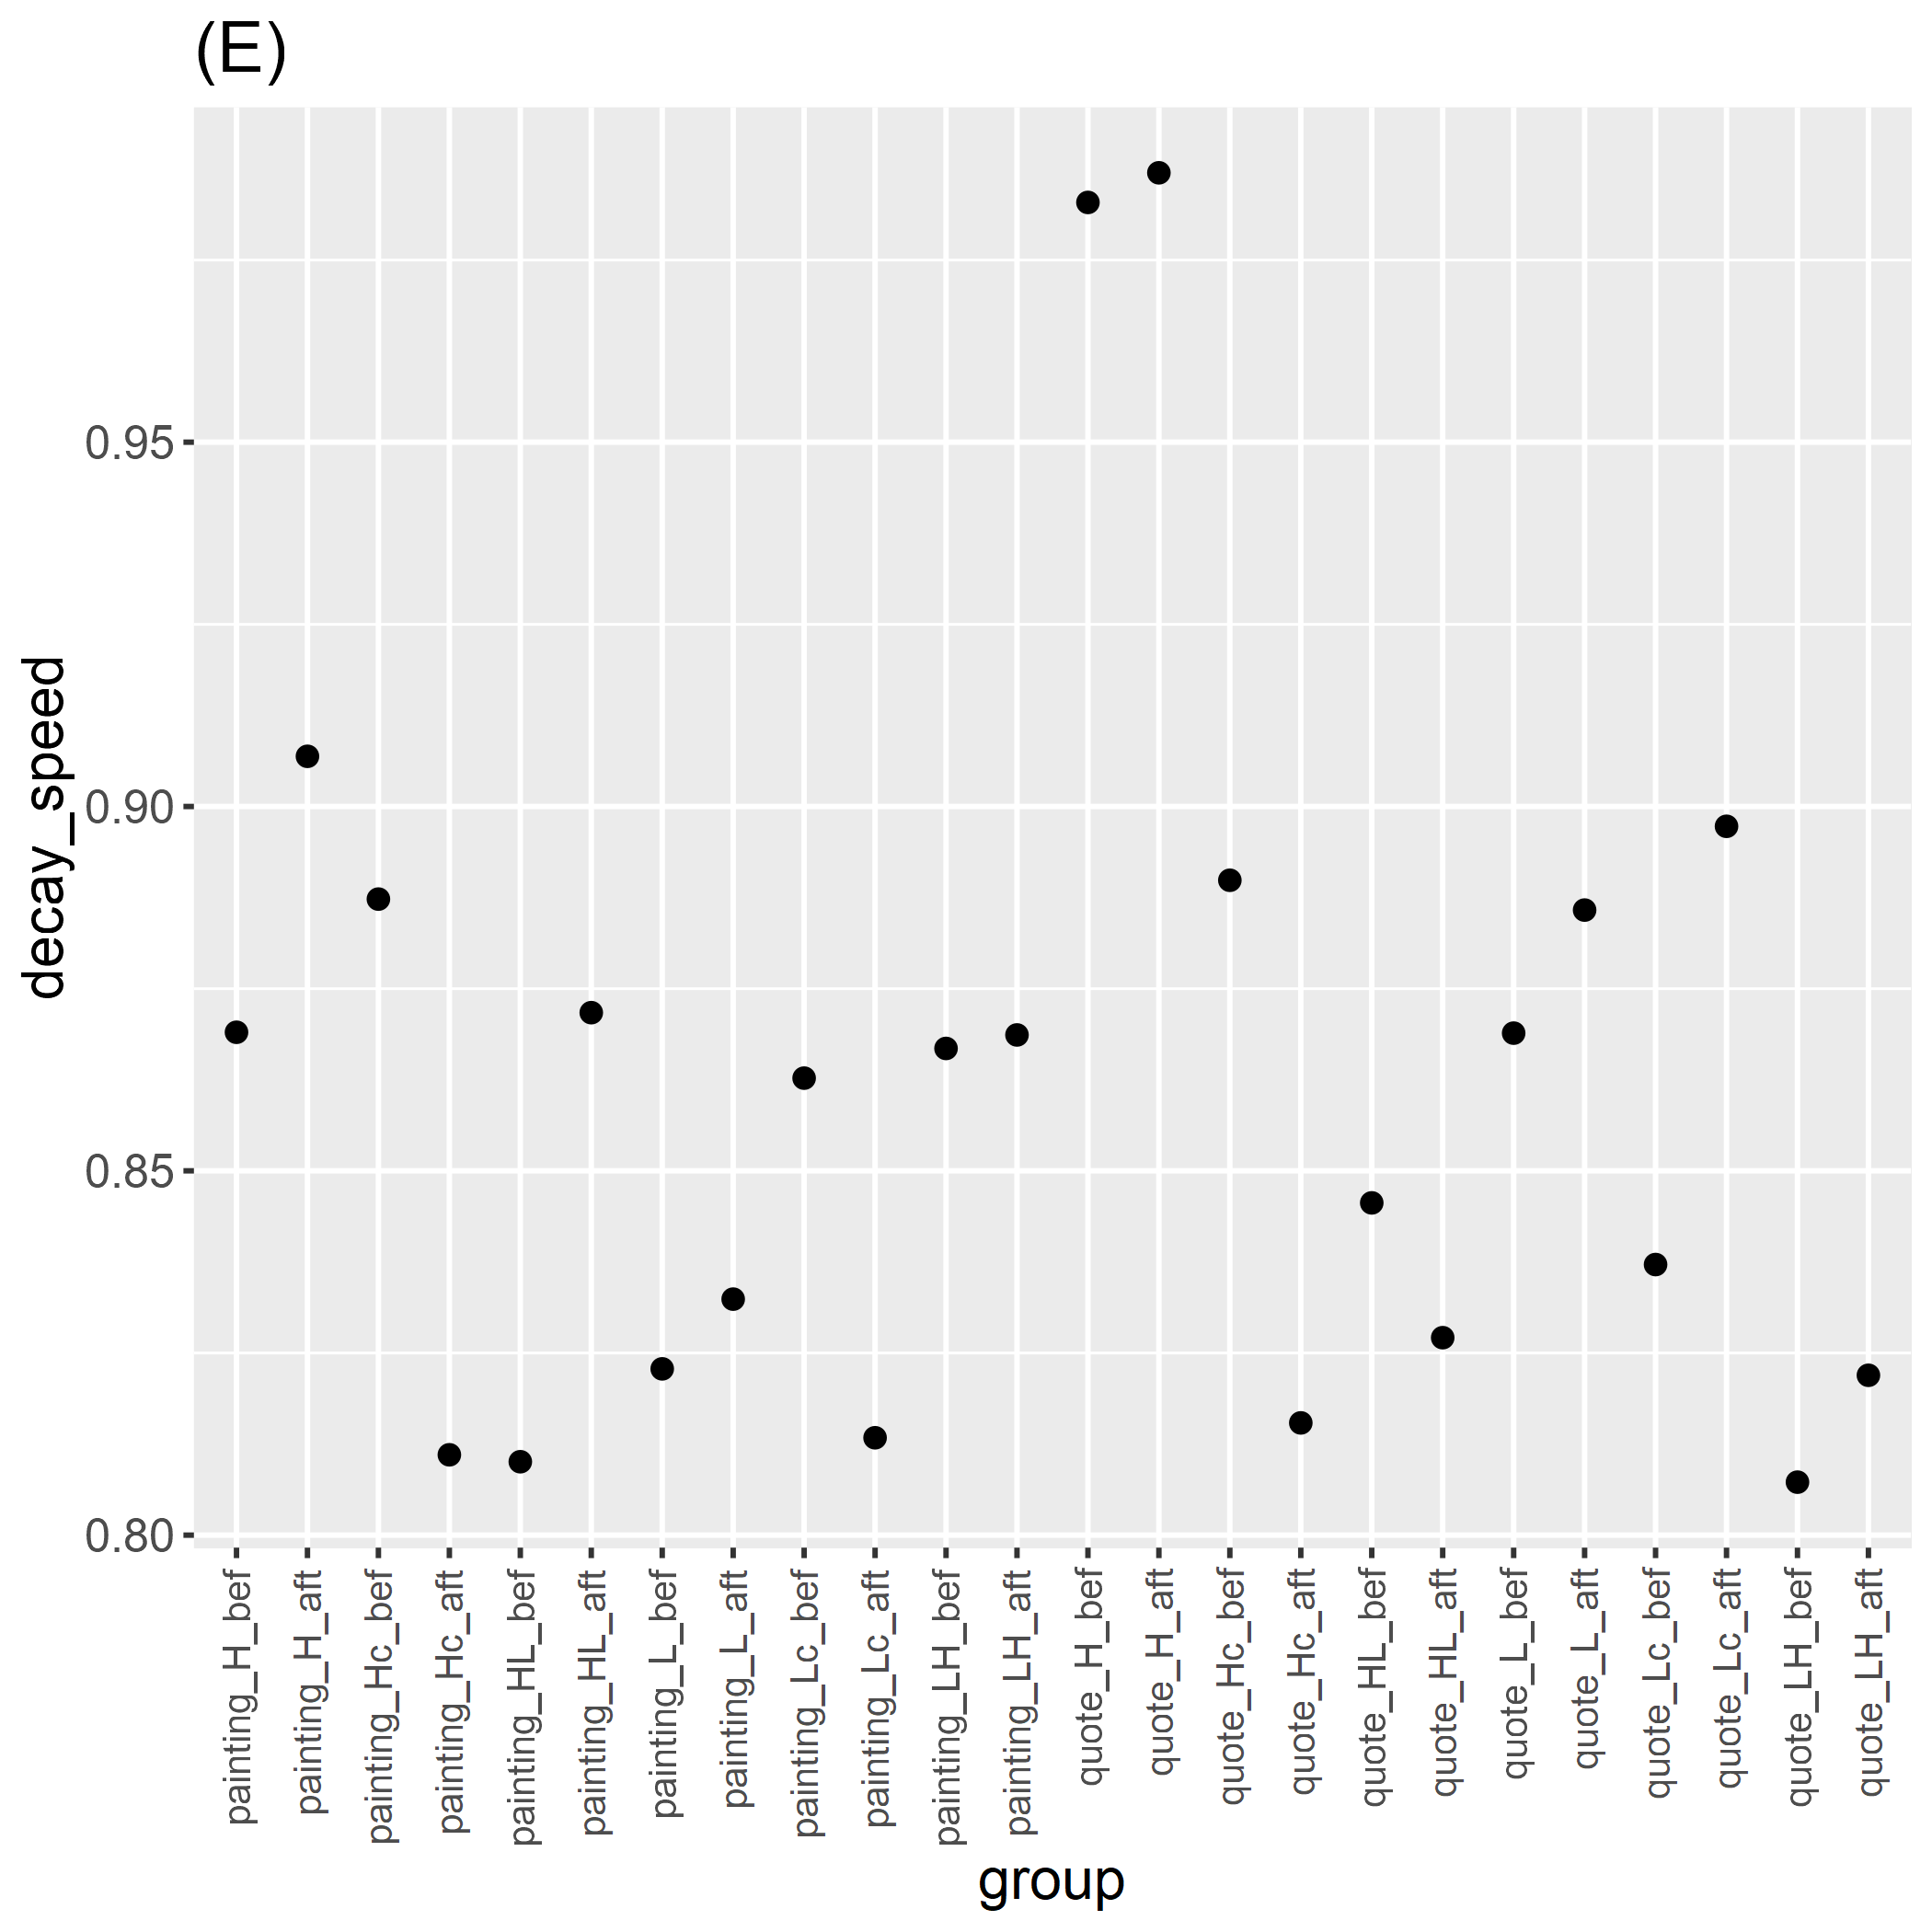 (E)
decay_speed
0.95
0.90
0.85
0.80
painting_H_bef
painting_H_aft
painting_Hc_bef
painting_Hc_aft
painting_HL_bef
painting_HL_aft
painting_L_bef
painting_L_aft
painting_Lc_bef
painting_Lc_aft
painting_LH_bef
painting_LH_aft
quote_H_bef
quote_H_aft
quote_Hc_bef
quote_Hc_aft
quote_HL_bef
quote_HL_aft
quote_L_bef
quote_L_aft
quote_Lc_bef
quote_Lc_aft
quote_LH_bef
quote_LH_aft
group